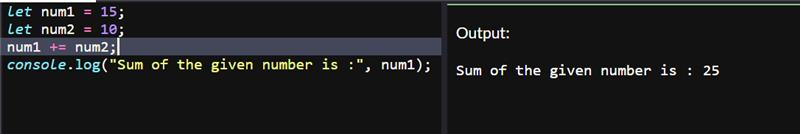 let num1 = 15;
let num2 = 10;
num1 += num2;
console.log("Sum of the given number is :", num1);
Output:
Sum of the given number is : 25